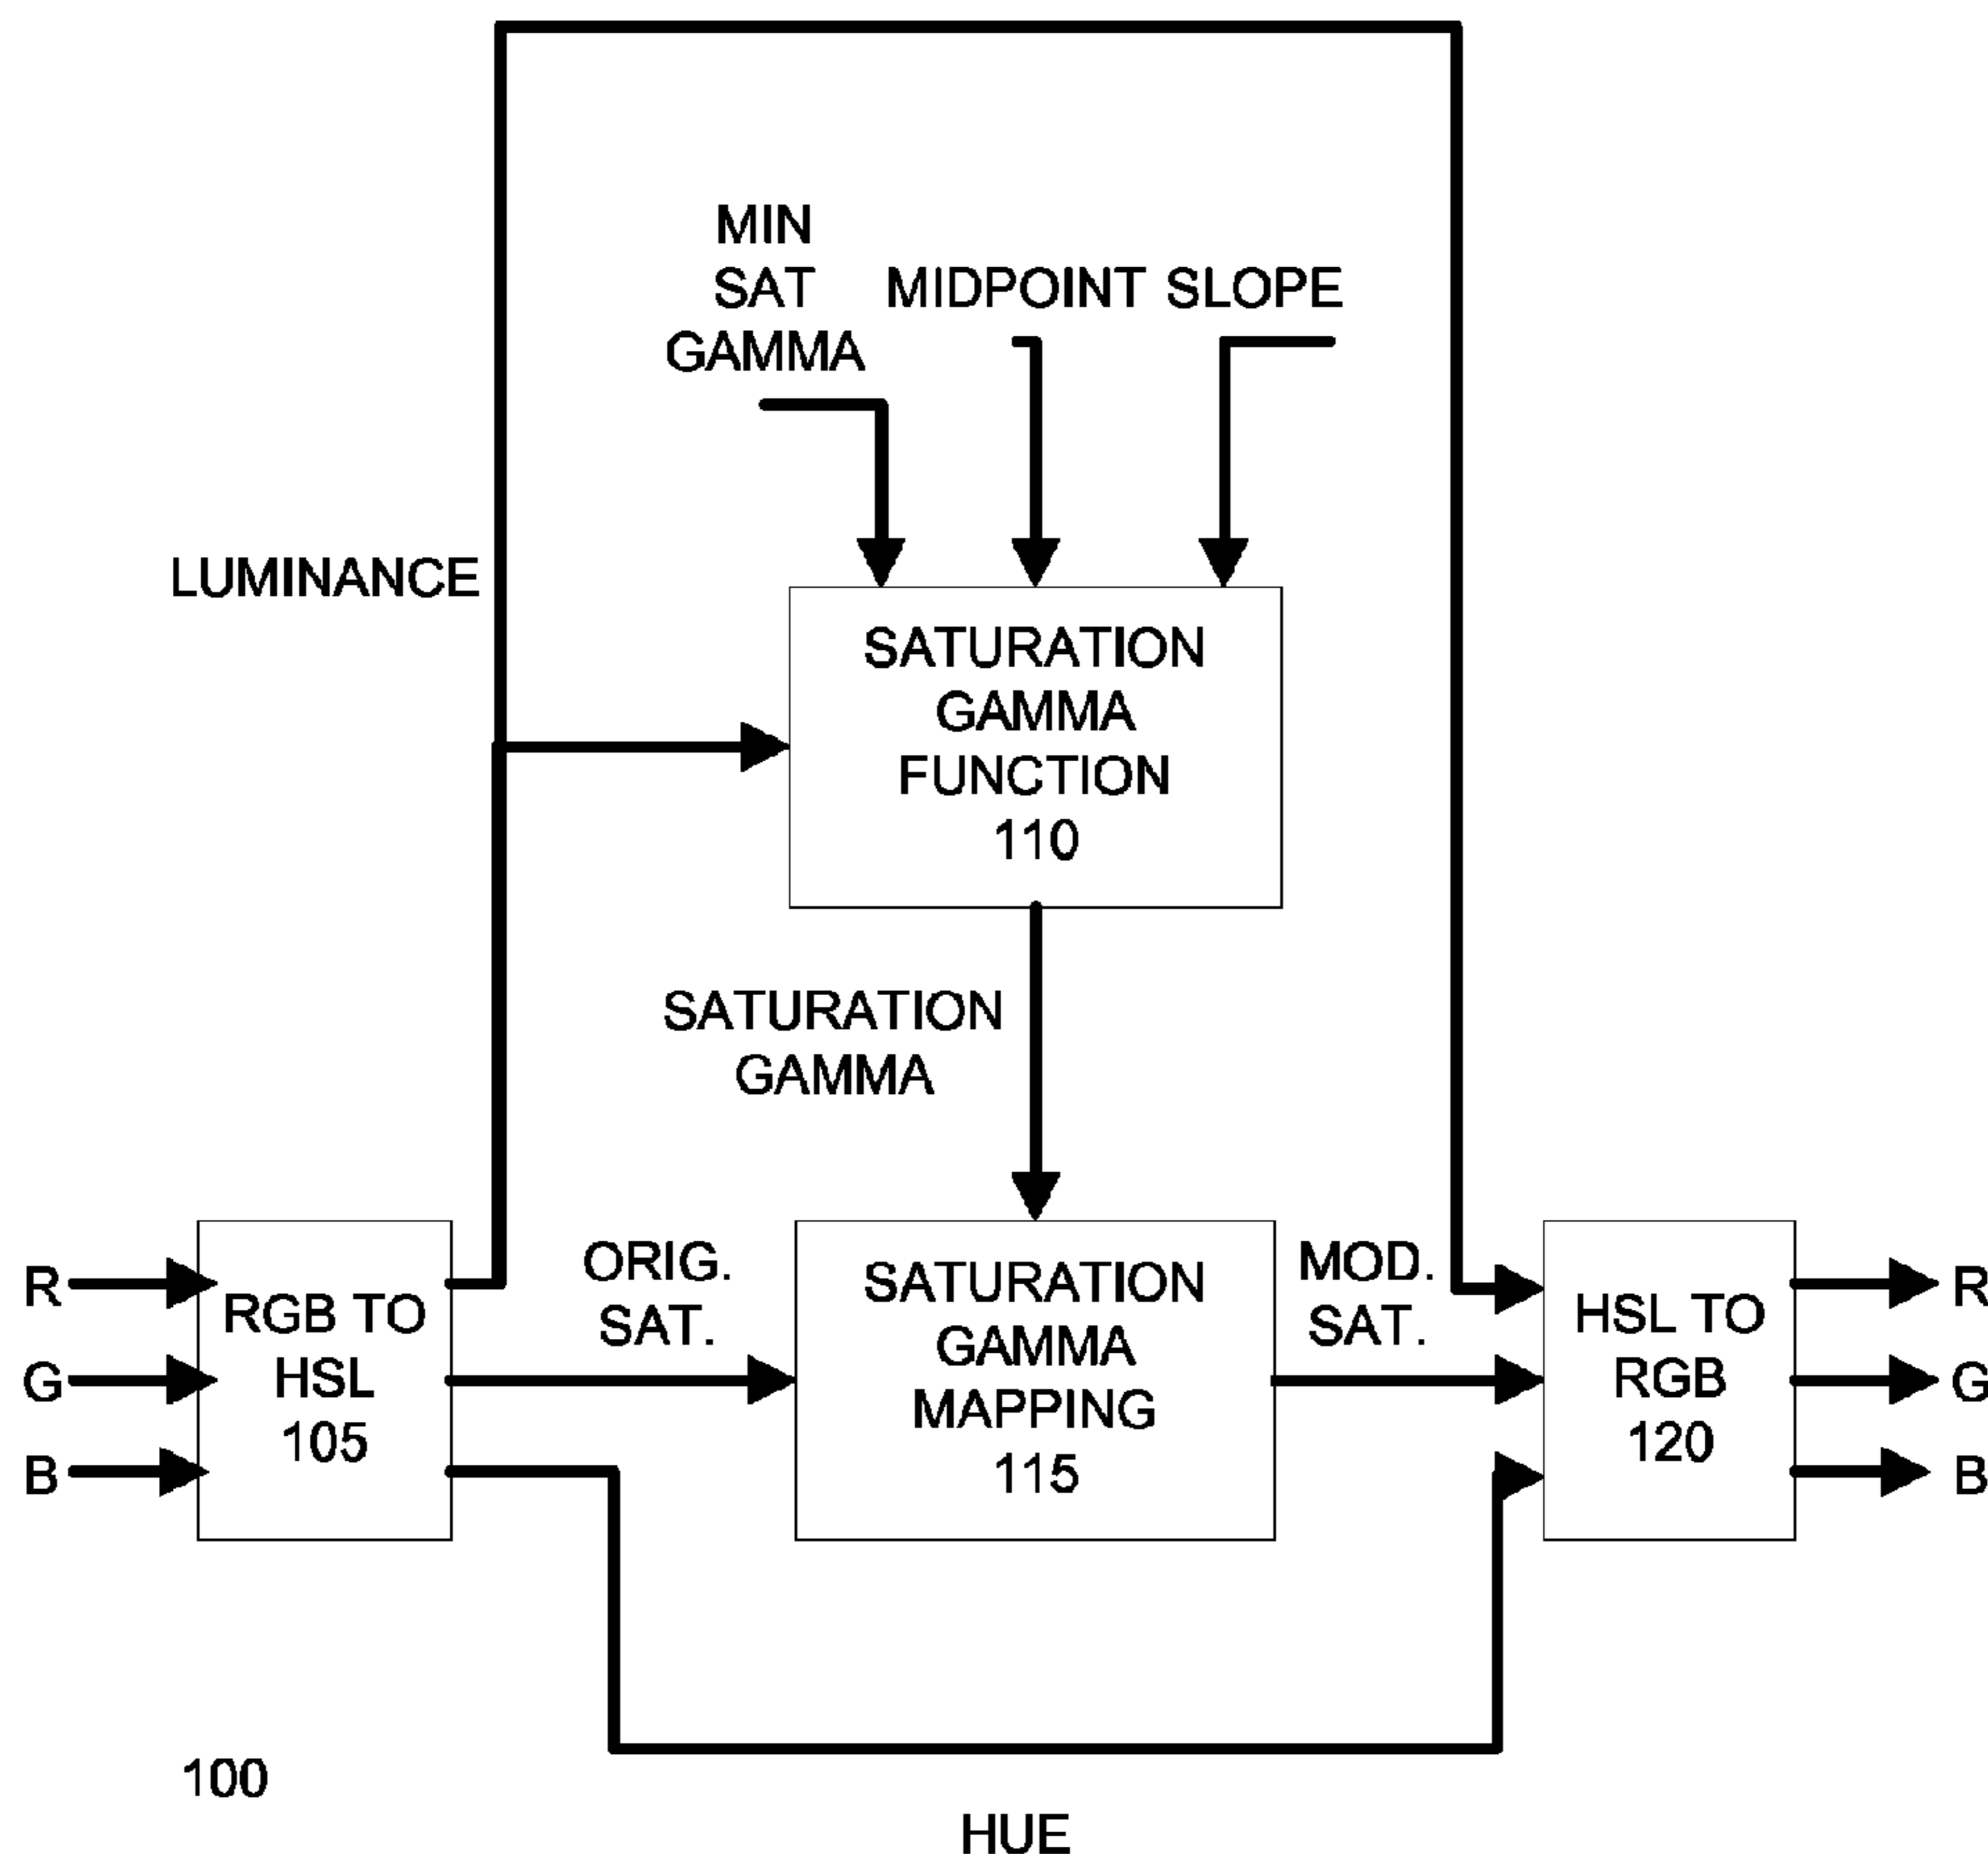 MIN
SAT
GAMMA
MIDPOINT
SLOPE
LUMINANCE
SATURATION
GAMMA
FUNCTION
110
SATURATION
GAMMA
R
G
B
RGB TO
HSL
105
ORIG.
SAT.
SATURATION
GAMMA
MAPPING
115
MOD.
SAT.
HSL TO
RGB
120
R
G
B
100
HUE